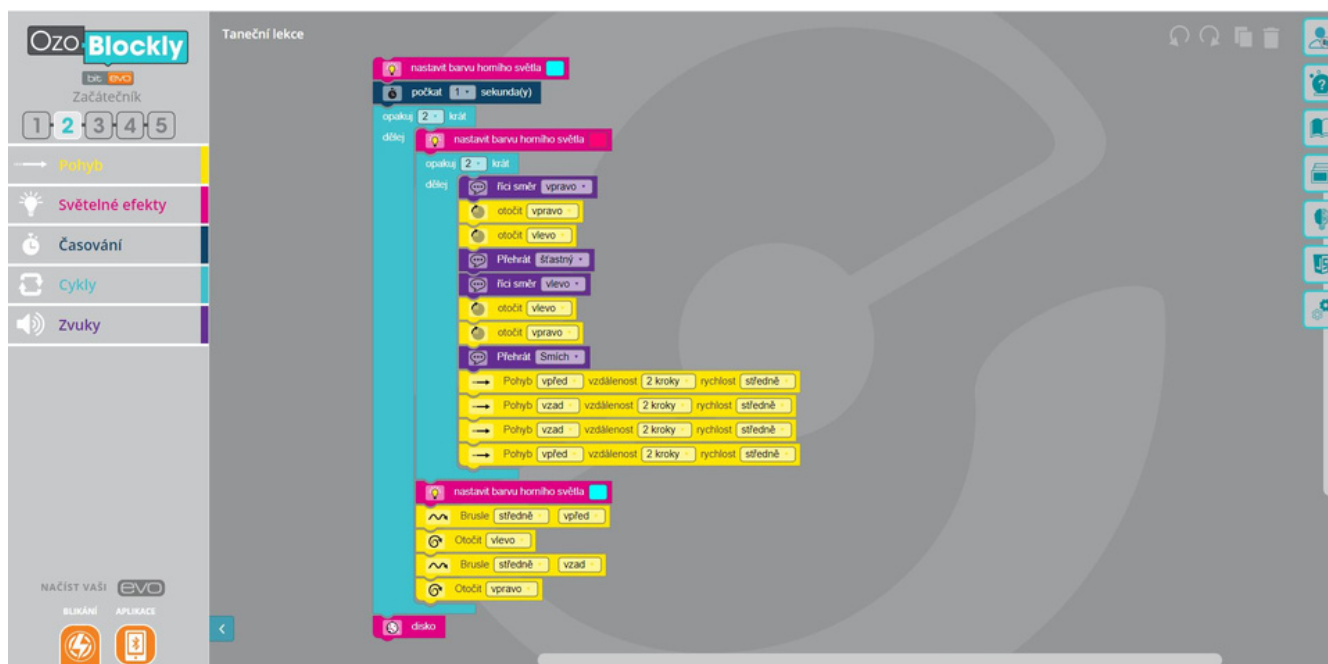 Ozo Blockly
bit evo
Začátečník
1 2 3 4 5
Pohyb
Světelné efekty
Časování
Cykly
Zvuky
NAČÍST VAŠI evo
BLIKÁNÍ APLIKACE
Taneční lekce
nastavit barvu horního světla
počkat 1 sekunda(y)
opakuj 2 krát
dělej
nastavit barvu horního světla
opakuj 2 krát
dělej
říci směr vpravo
otočit vpravo
otočit vlevo
Přehrát šťastný
říci směr vlevo
otočit vlevo
otočit vpravo
Přehrát Smích
Pohyb vpřed vzdálenost 2 kroky rychlost středně
Pohyb vzad vzdálenost 2 kroky rychlost středně
Pohyb vzad vzdálenost 2 kroky rychlost středně
Pohyb vpřed vzdálenost 2 kroky rychlost středně
nastavit barvu horního světla
Brusle středně vpřed
Otočit vlevo
Brusle středně vzad
Otočit vpravo
disko